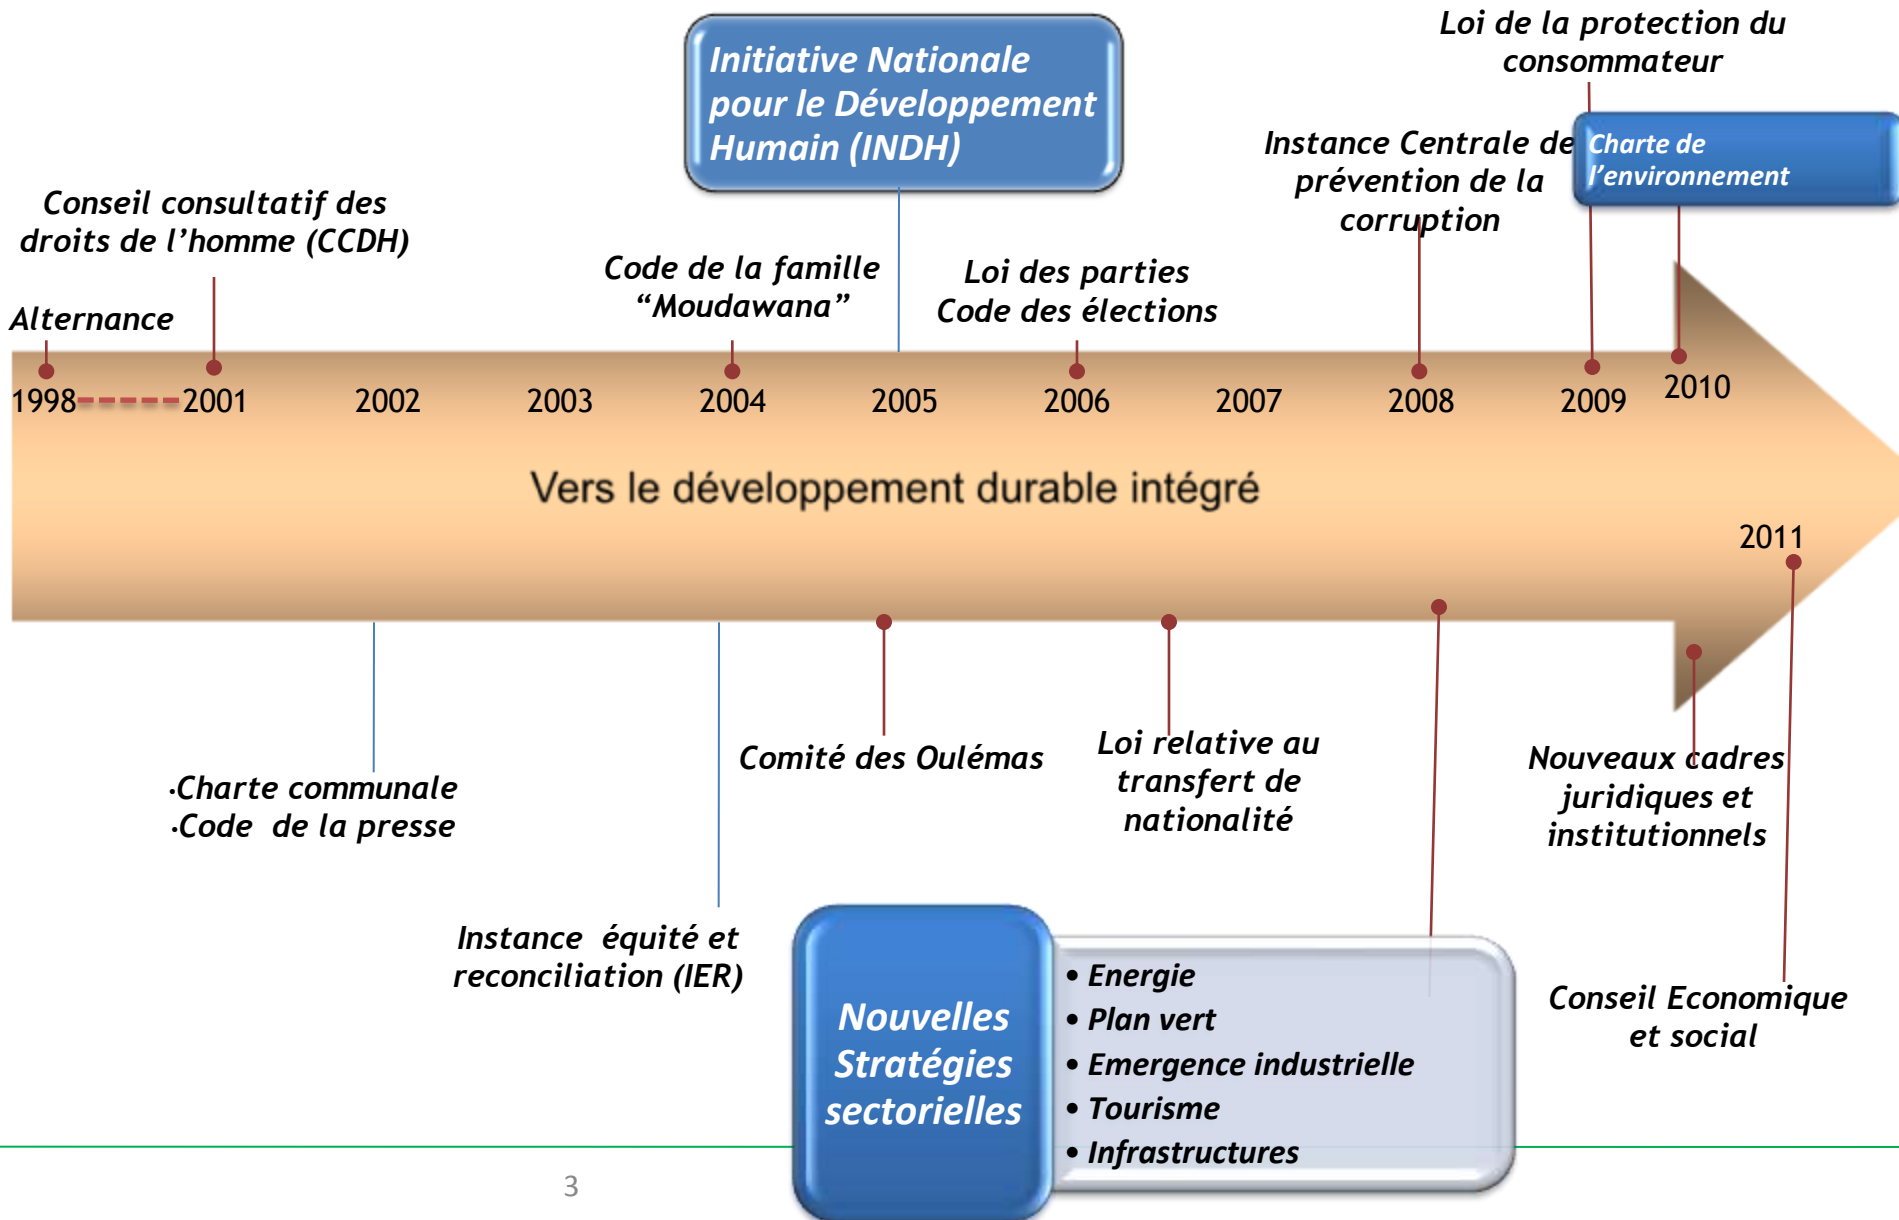 Initiative Nationale
pour le Développement
Humain (INDH)
Loi de la protection du
consommateur
Instance Centrale de
prévention de la
corruption
Charte de
l’environnement
Conseil consultatif des
droits de l’homme (CCDH)
Alternance
Code de la famille
“Moudawana”
Loi des parties
Code des élections
1998
2001
2002
2003
2004
2005
2006
2007
2008
2009
2010
Vers le développement durable intégré
2011
·Charte communale
·Code de la presse
Instance équité et
reconciliation (IER)
Comité des Oulémas
Loi relative au
transfert de
nationalité
Nouveaux cadres
juridiques et
institutionnels
Conseil Economique
et social
Nouvelles
Stratégies
sectorielles
• Energie
• Plan vert
• Emergence industrielle
• Tourisme
• Infrastructures
3